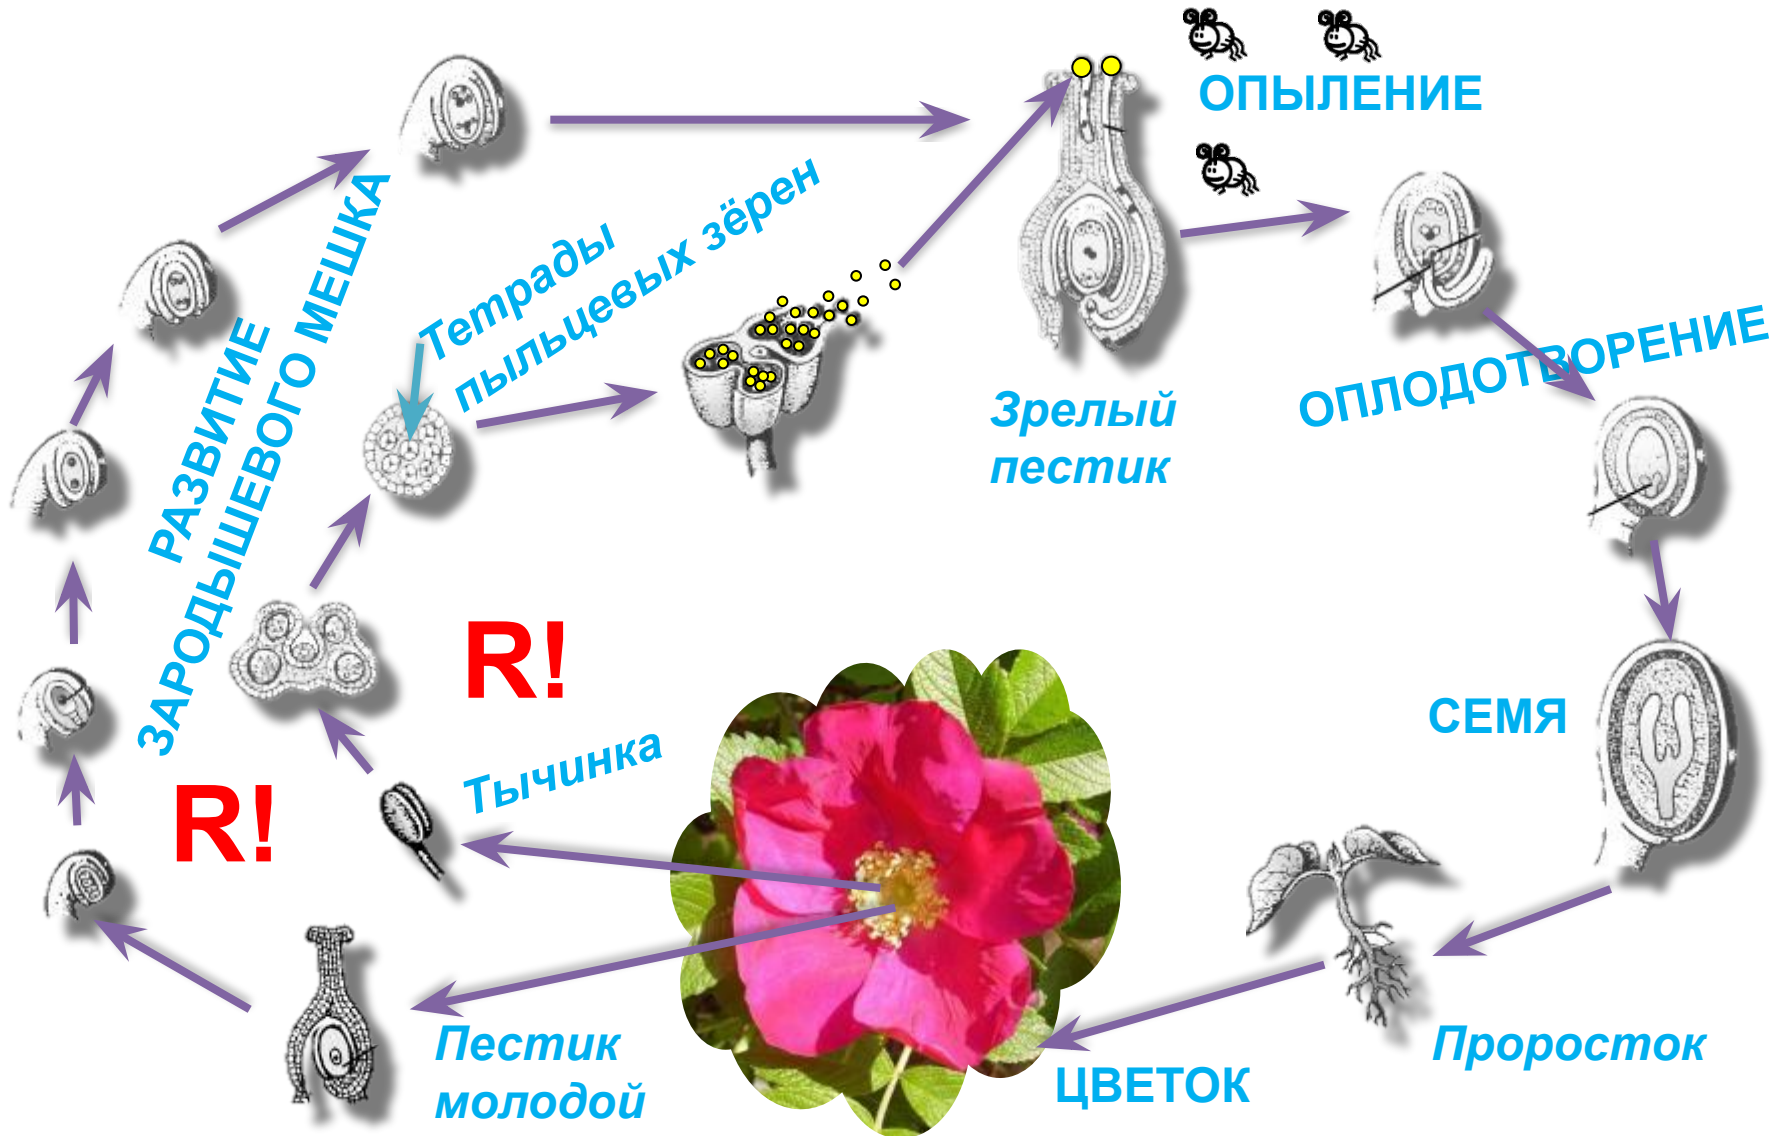 ОПЫЛЕНИЕ
Тетрады
пыльцевых зёрен
РАЗВИТИЕ
ЗАРОДЫШЕВОГО МЕШКА
Зрелый
пестик
ОПЛОДОТВОРЕНИЕ
R!
СЕМЯ
Тычинка
R!
Пестик
молодой
Проросток
ЦВЕТОК